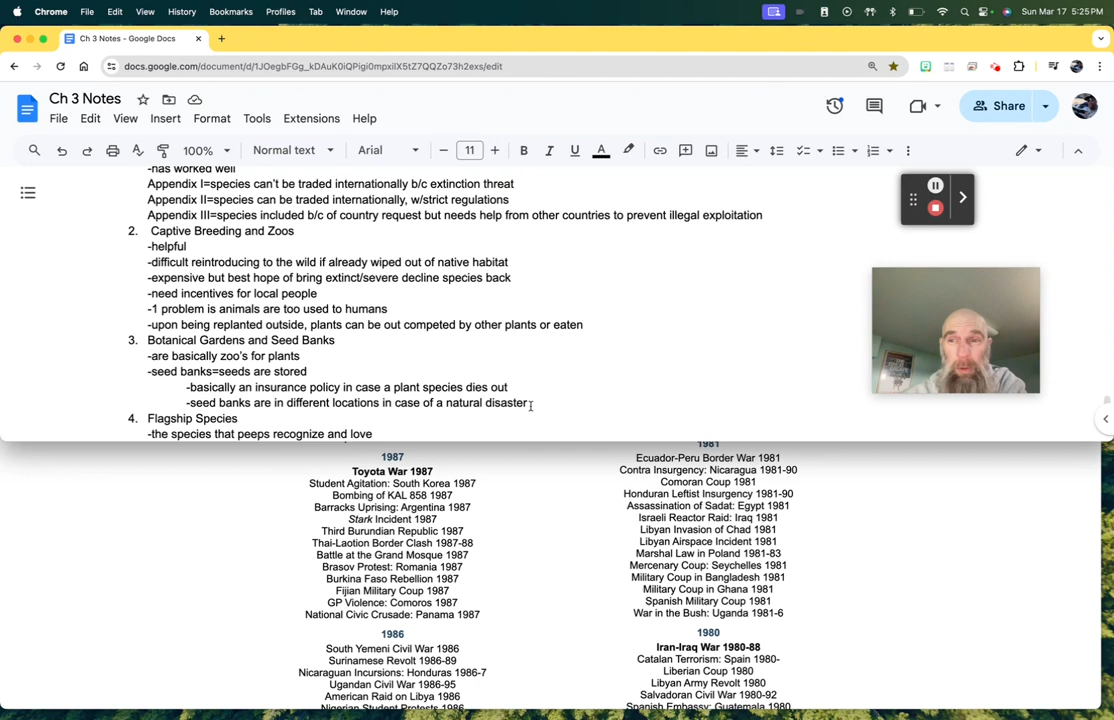 Chrome File Edit View History Bookmarks Profiles Tab Window Help Sun Mar 17 5:25 PM
Ch 3 Notes - Google Docs
docs.google.com/document/d/1JOegbFGg_kDAuK0iQPigi0mpxilX5tZ7QQZo73h2exs/edit
Ch 3 Notes
File Edit View Insert Format Tools Extensions Help
Share
100% Normal text Arial 11 B I U A
-has worked well
Appendix I=species can't be traded internationally b/c extinction threat
Appendix II=species can be traded internationally, w/strict regulations
Appendix III=species included b/c of country request but needs help from other countries to prevent illegal exploitation
2. Captive Breeding and Zoos
-helpful
-difficult reintroducing to the wild if already wiped out of native habitat
-expensive but best hope of bring extinct/severe decline species back
-need incentives for local people
-1 problem is animals are too used to humans
-upon being replanted outside, plants can be out competed by other plants or eaten
3. Botanical Gardens and Seed Banks
-are basically zoo's for plants
-seed banks=seeds are stored
-basically an insurance policy in case a plant species dies out
-seed banks are in different locations in case of a natural disaster
4. Flagship Species
-the species that peeps recognize and love
1987
Toyota War 1987
Student Agitation: South Korea 1987
Bombing of KAL 858 1987
Barracks Uprising: Argentina 1987
Stark Incident 1987
Third Burundian Republic 1987
Thai-Laotion Border Clash 1987-88
Battle at the Grand Mosque 1987
Brasov Protest: Romania 1987
Burkina Faso Rebellion 1987
Fijian Military Coup 1987
GP Violence: Comoros 1987
National Civic Crusade: Panama 1987
1986
South Yemeni Civil War 1986
Surinamese Revolt 1986-89
Nicaraguan Incursions: Honduras 1986-7
Ugandan Civil War 1986-95
American Raid on Libya 1986
Nigerian Student Protests 1986
1981
Ecuador-Peru Border War 1981
Contra Insurgency: Nicaragua 1981-90
Comoran Coup 1981
Honduran Leftist Insurgency 1981-90
Assassination of Sadat: Egypt 1981
Israeli Reactor Raid: Iraq 1981
Libyan Invasion of Chad 1981
Libyan Airspace Incident 1981
Marshal Law in Poland 1981-83
Mercenary Coup: Seychelles 1981
Military Coup in Bangladesh 1981
Military Coup in Ghana 1981
Spanish Military Coup 1981
War in the Bush: Uganda 1981-6
1980
Iran-Iraq War 1980-88
Catalan Terrorism: Spain 1980-
Liberian Coup 1980
Libyan Army Revolt 1980
Salvadoran Civil War 1980-92
Spanish Embassy: Guatemala 1980